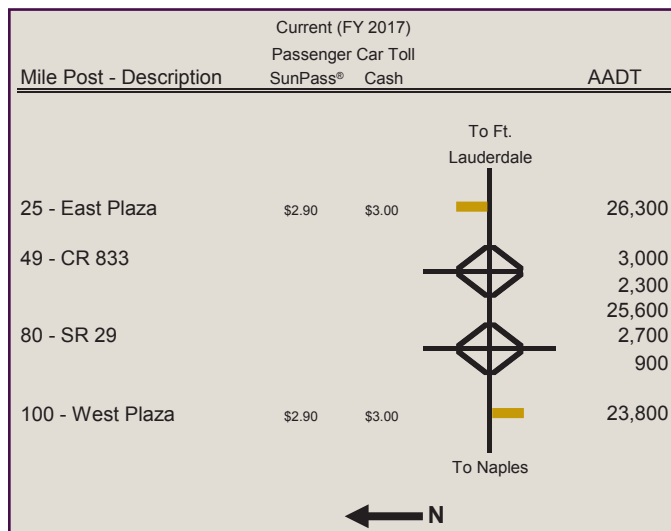 Current (FY 2017)
Passenger Car Toll
Mile Post - Description SunPass® Cash AADT
To Ft.
Lauderdale
25 - East Plaza $2.90 $3.00 26,300
49 - CR 833 3,000
2,300
25,600
80 - SR 29 2,700
900
100 - West Plaza $2.90 $3.00 23,800
To Naples
N